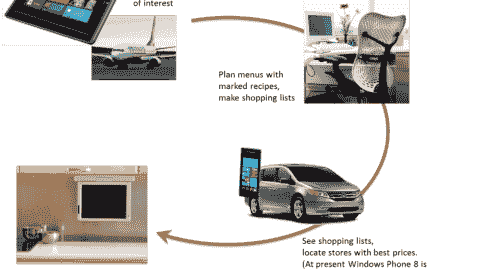 of interest
Plan menus with
marked recipes,
make shopping lists
See shopping lists,
locate stores with best prices.
(At present Windows Phone 8 is